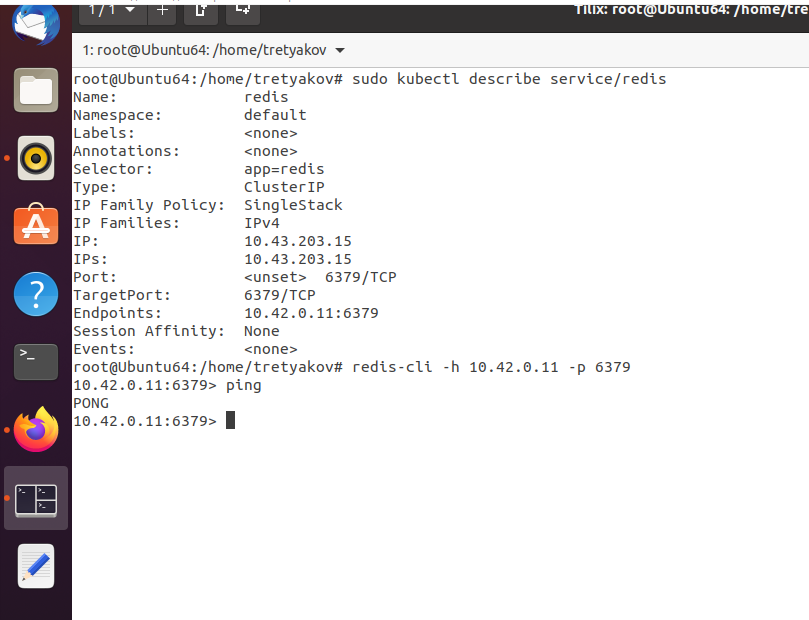 1 / 1
Tilix: root@Ubuntu64: /home/tre
1: root@Ubuntu64: /home/tretyakov
root@Ubuntu64:/home/tretyakov# sudo kubectl describe service/redis
Name:              redis
Namespace:         default
Labels:            <none>
Annotations:       <none>
Selector:          app=redis
Type:              ClusterIP
IP Family Policy:  SingleStack
IP Families:       IPv4
IP:                10.43.203.15
IPs:               10.43.203.15
Port:              <unset>  6379/TCP
TargetPort:        6379/TCP
Endpoints:         10.42.0.11:6379
Session Affinity:  None
Events:            <none>
root@Ubuntu64:/home/tretyakov# redis-cli -h 10.42.0.11 -p 6379
10.42.0.11:6379> ping
PONG
10.42.0.11:6379>